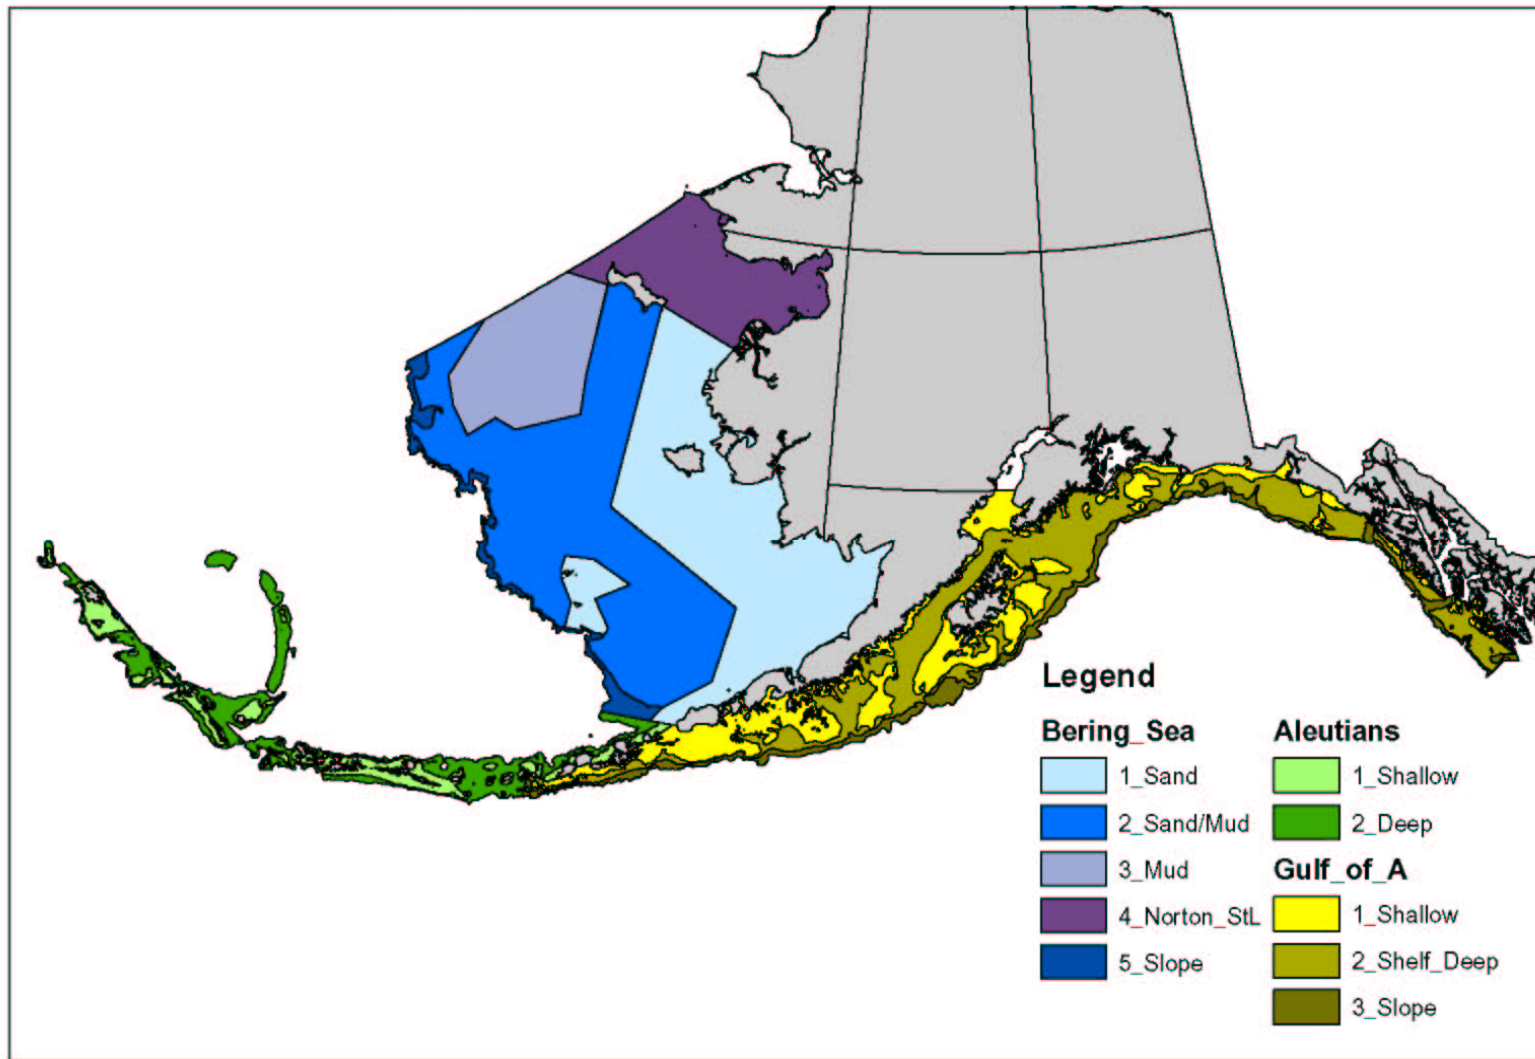 Legend
Bering_Sea
1_Sand
2_Sand/Mud
3_Mud
4_Norton_StL
5_Slope
Aleutians
1_Shallow
2_Deep
Gulf_of_A
1_Shallow
2_Shelf_Deep
3_Slope